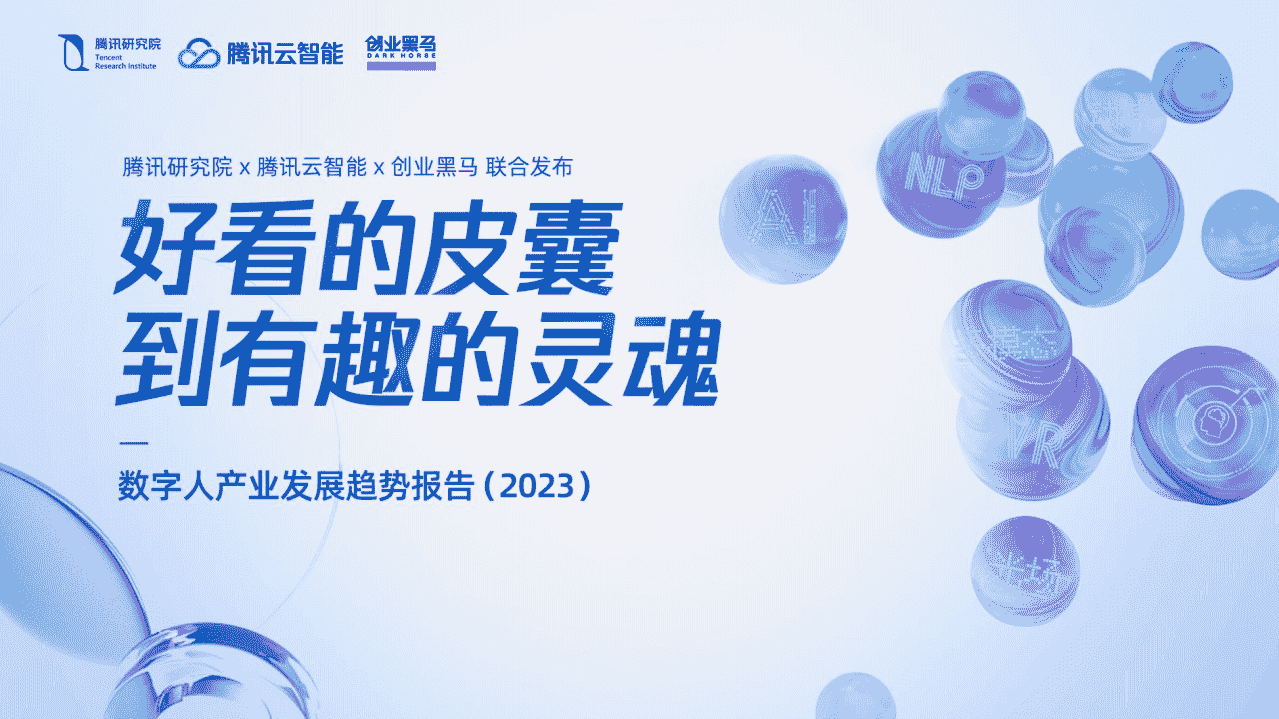 腾讯研究院
Tencent
Research Institute
腾讯云智能
创业黑马
DARK HORSE
腾讯研究院 x 腾讯云智能 x 创业黑马 联合发布
好看的皮囊
到有趣的灵魂
数字人产业发展趋势报告(2023)
AI
NLP